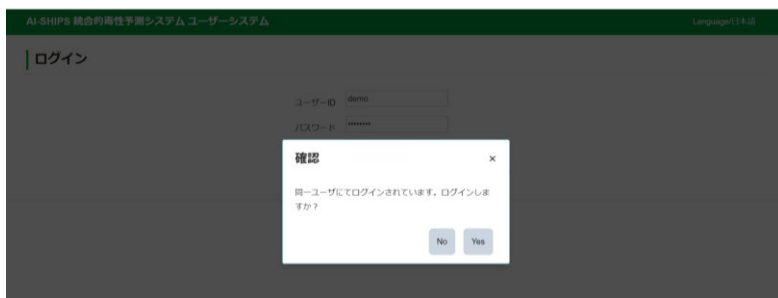 AI-SHIPS 統合的毒性予測システム ユーザーシステム
Language/日本語
ログイン
ユーザーID demo
パスワード ••••••••
確認 ×
同一ユーザにてログインされています。ログインしま
すか？
No Yes